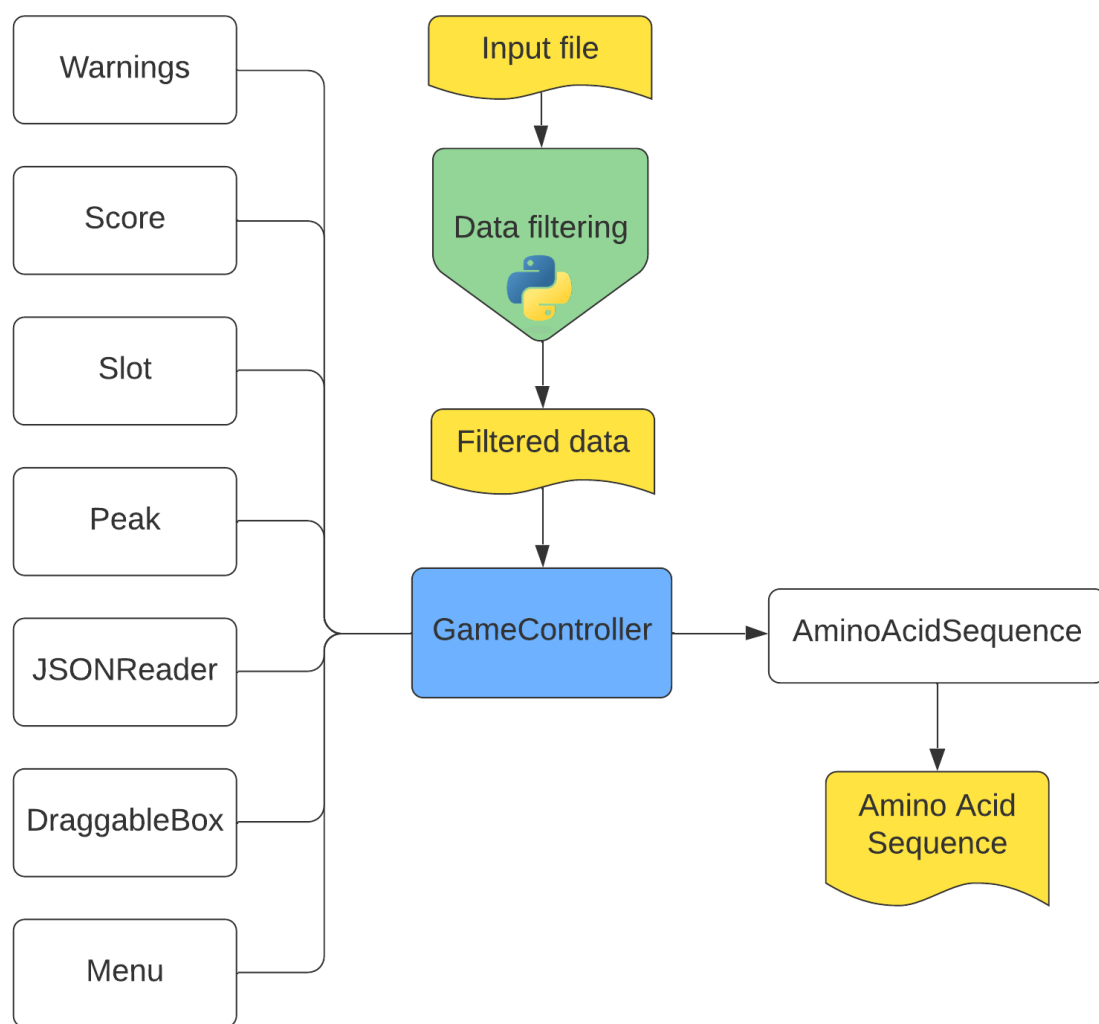 Warnings
Score
Slot
Peak
JSONReader
DraggableBox
Menu
Input file
Data filtering
Filtered data
GameController
AminoAcidSequence
Amino Acid
Sequence